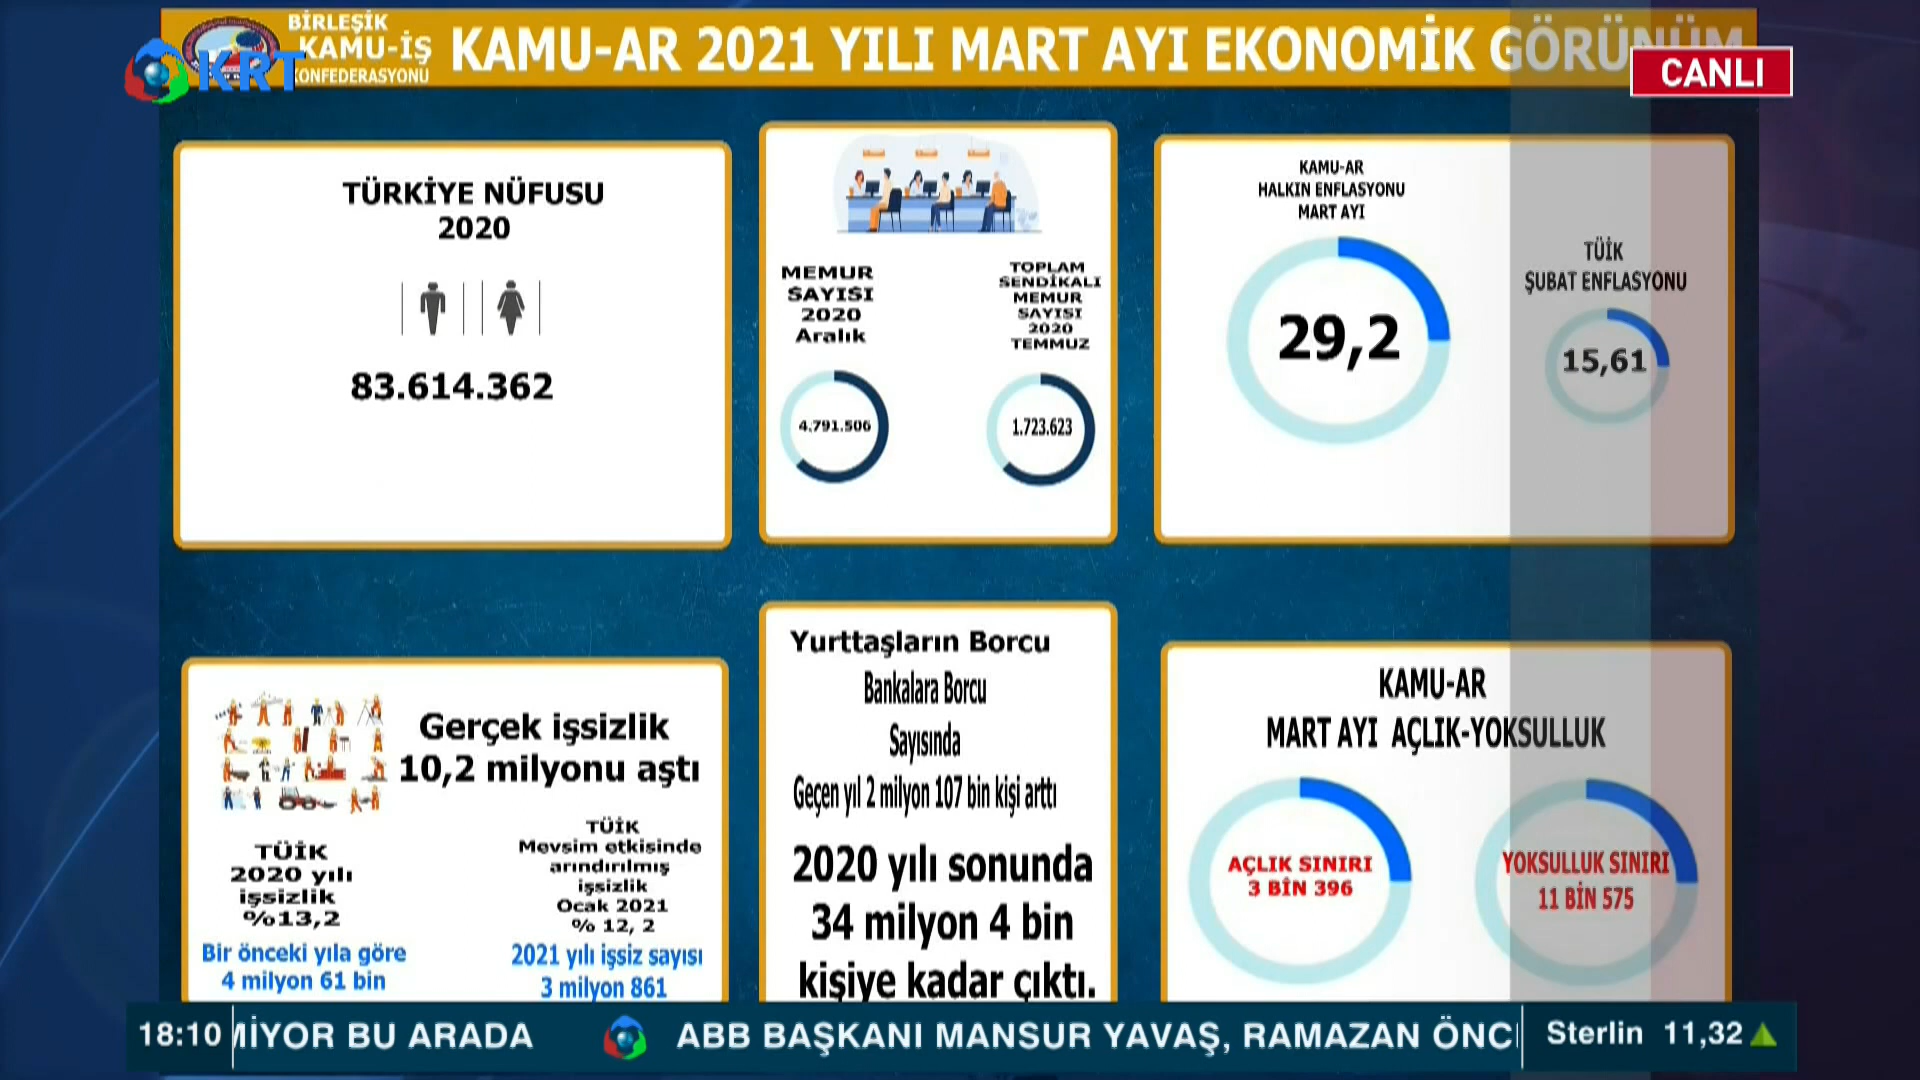 BİRLEŞİK
KAMU-İŞ
KONFEDERASYONU
KRT
KAMU-AR 2021 YILI MART AYI EKONOMİK GÖRÜNÜM
CANLI
TÜRKİYE NÜFUSU
2020
83.614.362
MEMUR
SAYISI
2020
Aralık
4.791.506
TOPLAM
SENDİKALI
MEMUR
SAYISI
2020
TEMMUZ
1.723.623
KAMU-AR
HALKIN ENFLASYONU
MART AYI
29,2
TÜİK
ŞUBAT ENFLASYONU
15,61
Gerçek işsizlik
10,2 milyonu aştı
TÜİK
2020 yılı
işsizlik
%13,2
Bir önceki yıla göre
4 milyon 61 bin
TÜİK
Mevsim etkisinde
arındırılmış
işsizlik
Ocak 2021
% 12, 2
2021 yılı işsiz sayısı
3 milyon 861
Yurttaşların Borcu
Bankalara Borcu
Sayısında
Geçen yıl 2 milyon 107 bin kişi arttı
2020 yılı sonunda
34 milyon 4 bin
kişiye kadar çıktı.
KAMU-AR
MART AYI AÇLIK-YOKSULLUK
AÇLIK SINIRI
3 BİN 396
YOKSULLUK SINIRI
11 BİN 575
18:10 MİYOR BU ARADA ABB BAŞKANI MANSUR YAVAŞ, RAMAZAN ÖNC Sterlin 11,32